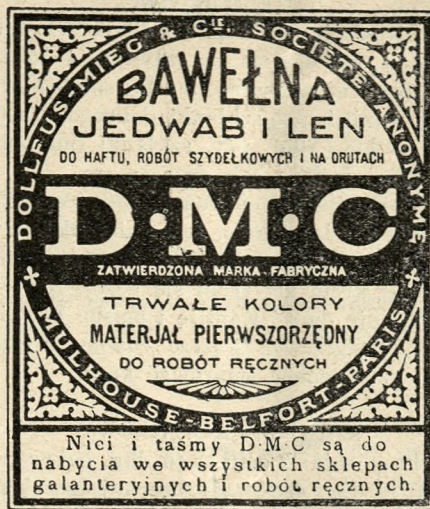 DOLLFUS-MIEG & CIE. SOCIÉTÉ ANONYME
BAWEŁNA
JEDWAB I LEN
DO HAFTU, ROBÓT SZYDEŁKOWYCH I NA DRUTACH
D·M·C
ZATWIERDZONA MARKA FABRYCZNA
TRWAŁE KOLORY
MATERJAŁ PIERWSZORZĘDNY
DO ROBÓT RĘCZNYCH
MULHOUSE-BELFORT-PARIS
Nici i taśmy D·M·C są do
nabycia we wszystkich sklepach
galanteryjnych i robót ręcznych.